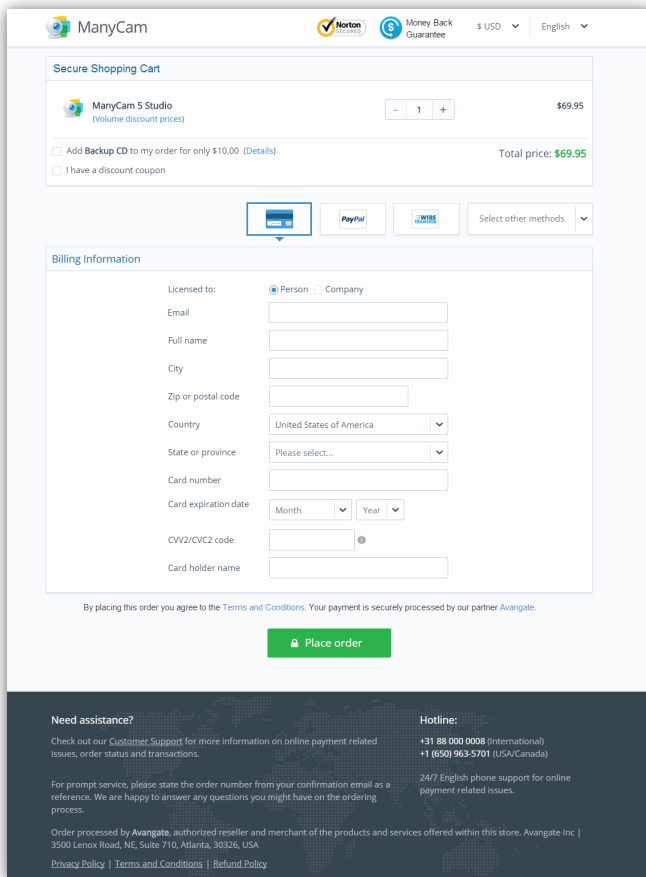 ManyCam
Norton
SECURED
Money Back
Guarantee
$ USD
English
Secure Shopping Cart
ManyCam 5 Studio
(Volume discount prices)
- 1 +
$69.95
Add Backup CD to my order for only $10.00 (Details)
Total price: $69.95
I have a discount coupon
PayPal
WIRE
TRANSFER
Select other methods
Billing Information
Licensed to:
Person
Company
Email
Full name
City
Zip or postal code
Country
United States of America
State or province
Please select...
Card number
Card expiration date
Month
Year
CVV2/CVC2 code
Card holder name
By placing this order you agree to the Terms and Conditions. Your payment is securely processed by our partner Avangate.
Place order
Need assistance?
Check out our Customer Support for more information on online payment related
issues, order status and transactions.
For prompt service, please state the order number from your confirmation email as a
reference. We are happy to answer any questions you might have on the ordering
process.
Hotline:
+31 88 000 0008 (International)
+1 (650) 963-5701 (USA/Canada)
24/7 English phone support for online
payment related issues.
Order processed by Avangate, authorized reseller and merchant of the products and services offered within this store. Avangate Inc |
3500 Lenox Road, NE, Suite 710, Atlanta, 30326, USA
Privacy Policy | Terms and Conditions | Refund Policy